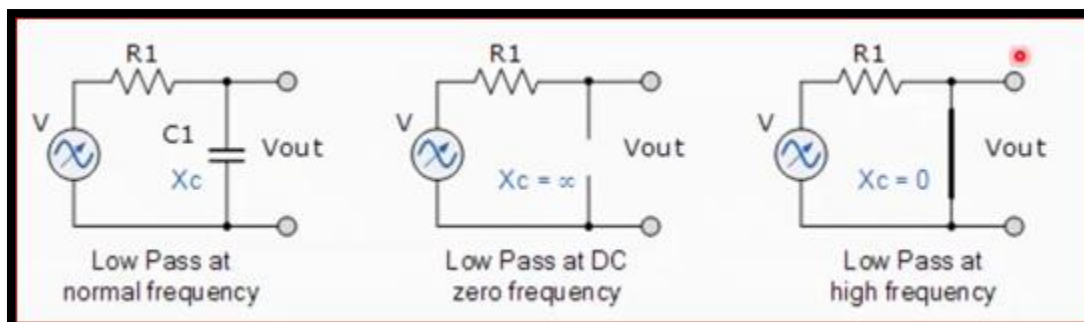 R1
V
C1
Vout
Xc
Low Pass at
normal frequency
R1
V
Vout
Xc = ∞
Low Pass at DC
zero frequency
R1
V
Vout
Xc = 0
Low Pass at
high frequency